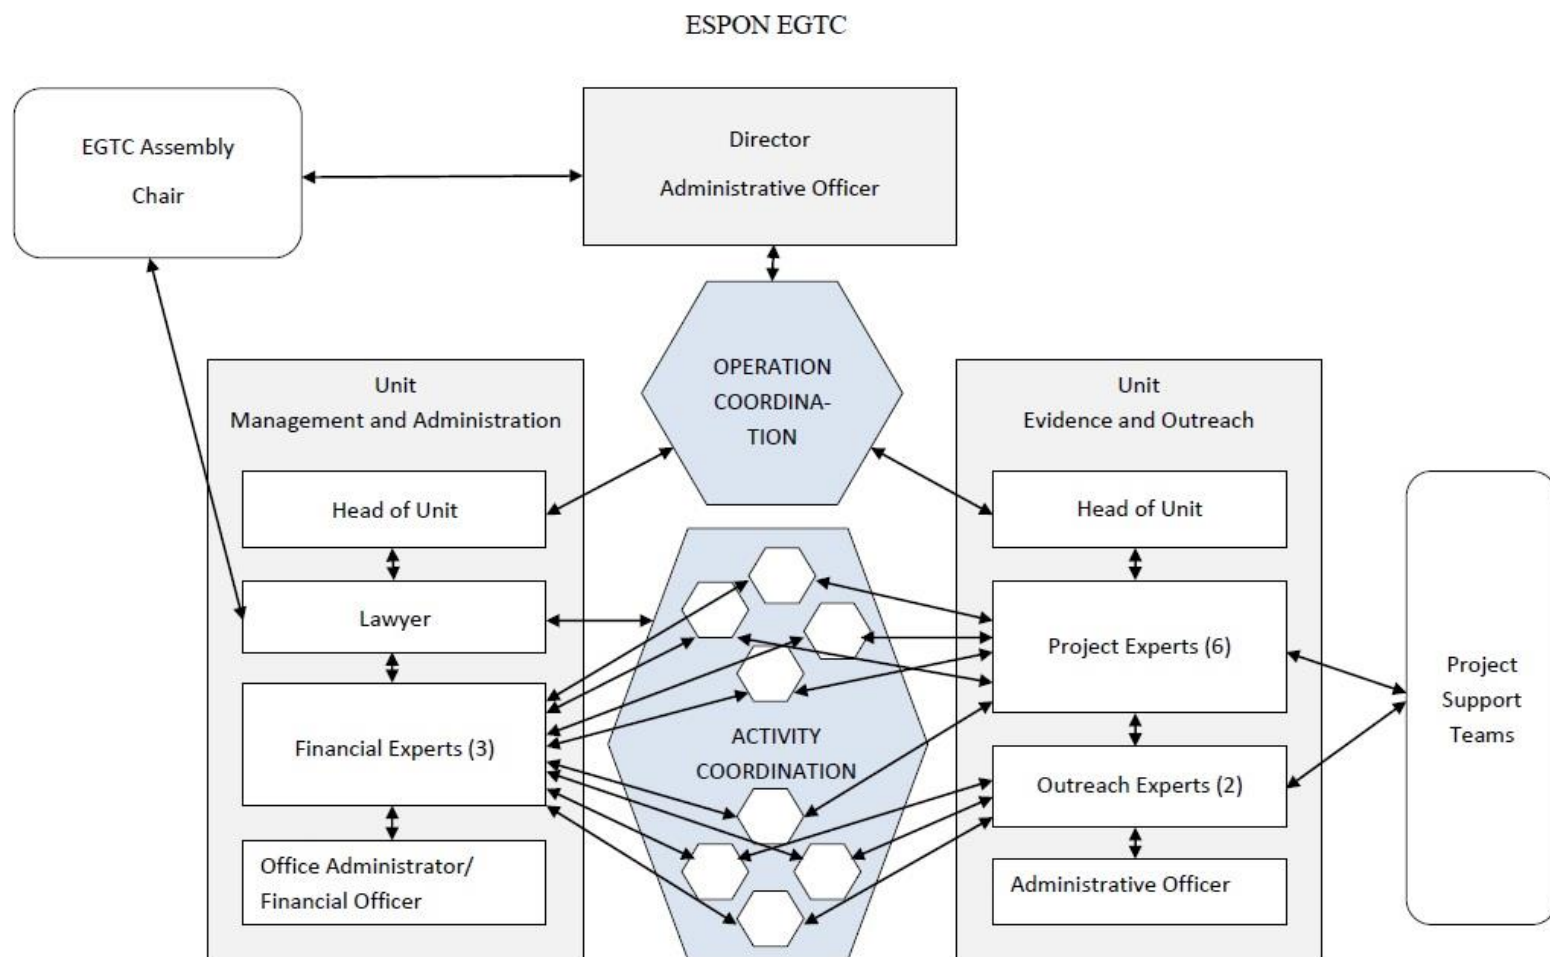 ESPON EGTC
EGTC Assembly
Chair
Director
Administrative Officer
OPERATION
COORDINA-
TION
Unit
Management and Administration
Head of Unit
Lawyer
Financial Experts (3)
Office Administrator/
Financial Officer
ACTIVITY
COORDINATION
Unit
Evidence and Outreach
Head of Unit
Project Experts (6)
Outreach Experts (2)
Administrative Officer
Project
Support
Teams